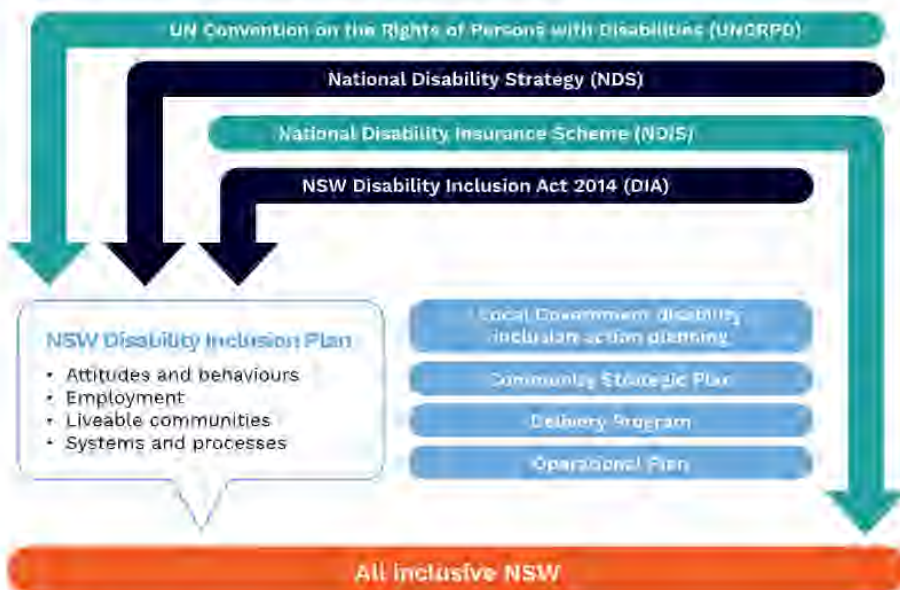 UN Convention on the Rights of Persons with Disabilities (UNCRPD)
National Disability Strategy (NDS)
National Disability Insurance Scheme (NDIS)
NSW Disability Inclusion Act 2014 (DIA)
NSW Disability Inclusion Plan
• Attitudes and behaviours
• Employment
• Liveable communities
• Systems and processes
Local Government disability
inclusion action planning
Community Strategic Plan
Delivery Program
Operational Plan
All inclusive NSW